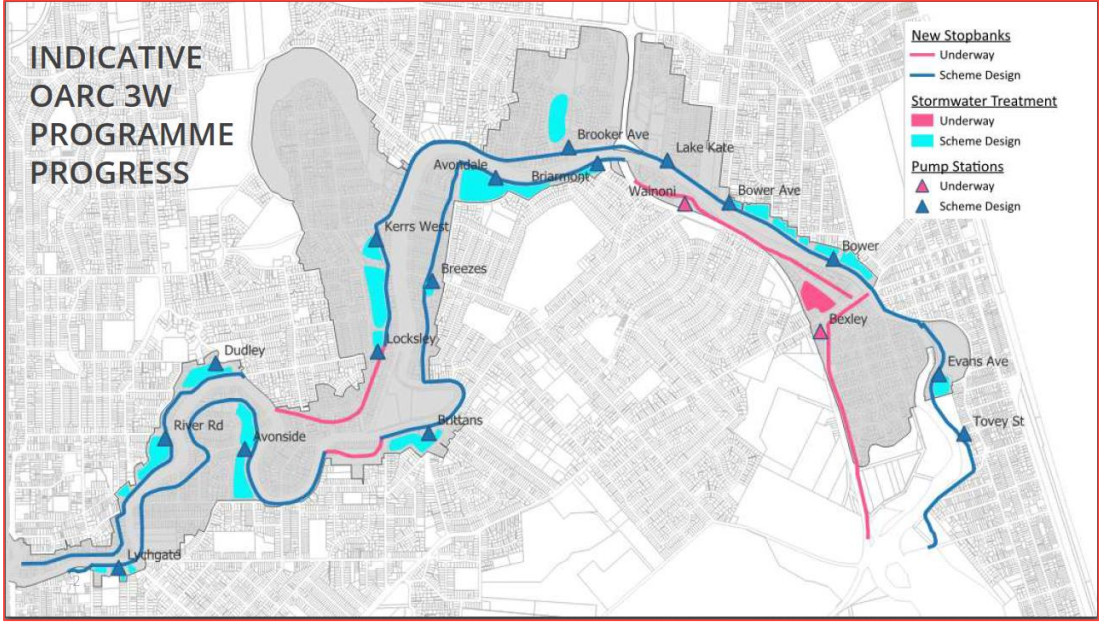 INDICATIVE
OARC 3W
PROGRAMME
PROGRESS
New Stopbanks
Underway
Scheme Design
Stormwater Treatment
Underway
Scheme Design
Pump Stations
Underway
Scheme Design
Brooker Ave
Lake Kate
Avondale
Briarmont
Wainoni
Bower Ave
Kerrs West
Bower
Breezes
Bexley
Locksley
Dudley
Evans Ave
River Rd
Avonside
Buttans
Tovey St
Lychgate
2